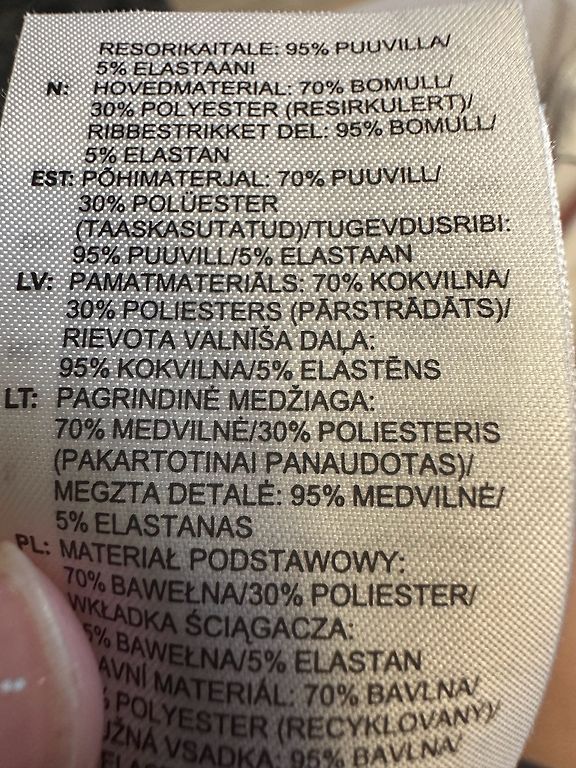 RESORIKAITALE: 95% PUUVILLA/
5% ELASTAANI
N: HOVEDMATERIAL: 70% BOMULL/
30% POLYESTER (RESIRKULERT)/
RIBBESTRIKKET DEL: 95% BOMULL/
5% ELASTAN
EST: PÕHIMATERJAL: 70% PUUVILL/
30% POLÜESTER
(TAASKASUTATUD)/TUGEVDUSRIBI:
95% PUUVILL/5% ELASTAAN
LV: PAMATMATERIĀLS: 70% KOKVILNA/
30% POLIESTERS (PĀRSTRĀDĀTS)/
RIEVOTA VALNĪŠA DAĻA:
95% KOKVILNA/5% ELASTĒNS
LT: PAGRINDINĖ MEDŽIAGA:
70% MEDVILNĖ/30% POLIESTERIS
(PAKARTOTINAI PANAUDOTAS)/
MEGZTA DETALĖ: 95% MEDVILNĖ/
5% ELASTANAS
PL: MATERIAŁ PODSTAWOWY:
70% BAWEŁNA/30% POLIESTER/
WKŁADKA ŚCIĄGACZA:
5% BAWEŁNA/5% ELASTAN
AVNÍ MATERIÁL: 70% BAVLNA/
% POLYESTER (RECYKLOVANÝ)/
UŽNÁ VSADKA: 95% BAVLNA/